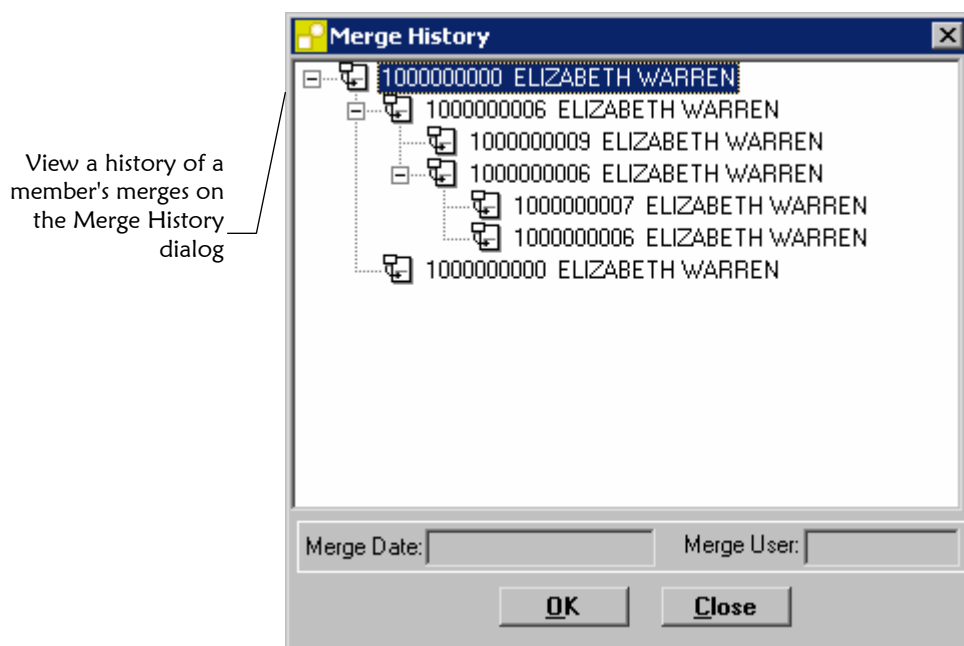 Merge History
1000000000 ELIZABETH WARREN
1000000006 ELIZABETH WARREN
1000000009 ELIZABETH WARREN
1000000006 ELIZABETH WARREN
1000000007 ELIZABETH WARREN
1000000006 ELIZABETH WARREN
1000000000 ELIZABETH WARREN
View a history of a
member's merges on
the Merge History
dialog
Merge Date:
Merge User:
OK
Close